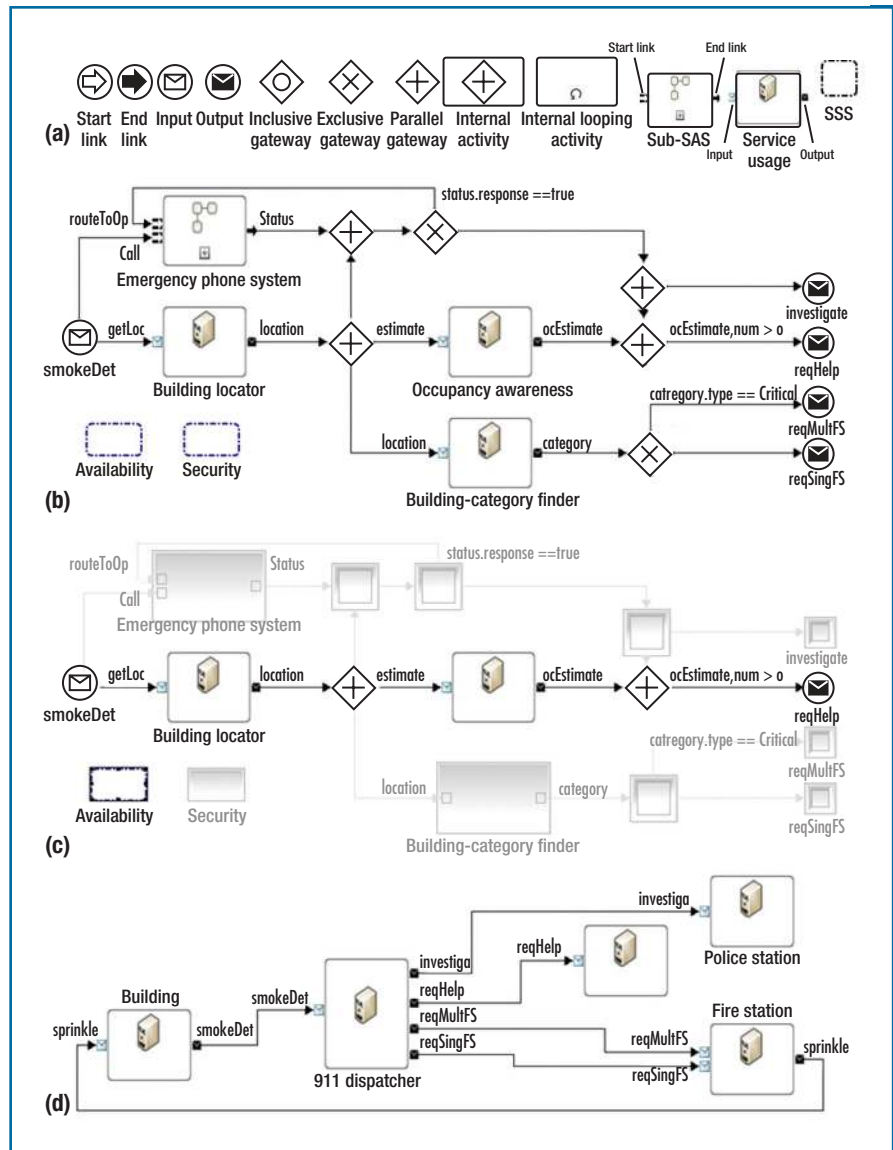 Start link
End link
Start link
End link
Input
Output
Inclusive gateway
Exclusive gateway
Parallel gateway
Internal activity
Internal looping activity
Sub-SAS
Input
Service usage
Output
SSS
(a)
status.response ==true
routeToOp
Status
Call
Emergency phone system
investigate
getLoc
location
estimate
ocEstimate
ocEstimate,num > o
smokeDet
Building locator
Occupancy awareness
reqHelp
catregory.type == Critical
reqMultFS
location
category
reqSingFS
Availability
Security
Building-category finder
(b)
status.response ==true
routeToOp
Status
Call
Emergency phone system
investigate
getLoc
location
estimate
ocEstimate
ocEstimate,num > o
smokeDet
Building locator
reqHelp
catregory.type == Critical
reqMultFS
location
category
reqSingFS
Availability
Security
Building-category finder
(c)
investiga
Police station
reqHelp
investiga
Building
smokeDet
reqHelp
Fire station
sprinkle
smokeDet
reqMultFS
reqMultFS
sprinkle
reqSingFS
reqSingFS
911 dispatcher
(d)